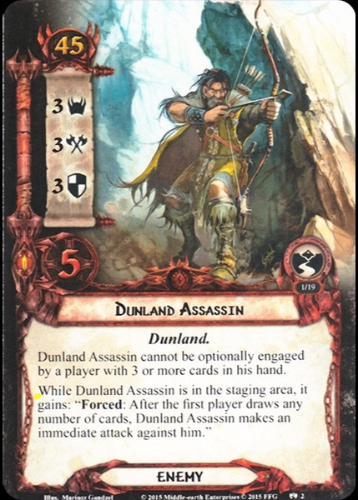 45
3
3
3
5
1/19
DUNLAND ASSASSIN
Dunland.
Dunland Assassin cannot be optionally engaged
by a player with 3 or more cards in his hand.
While Dunland Assassin is in the staging area, it
gains: “Forced: After the first player draws any
number of cards, Dunland Assassin makes an
immediate attack against him.”
ENEMY
Illus. Mariusz Gandzel © 2015 Middle-earth Enterprises © 2015 FFG 2